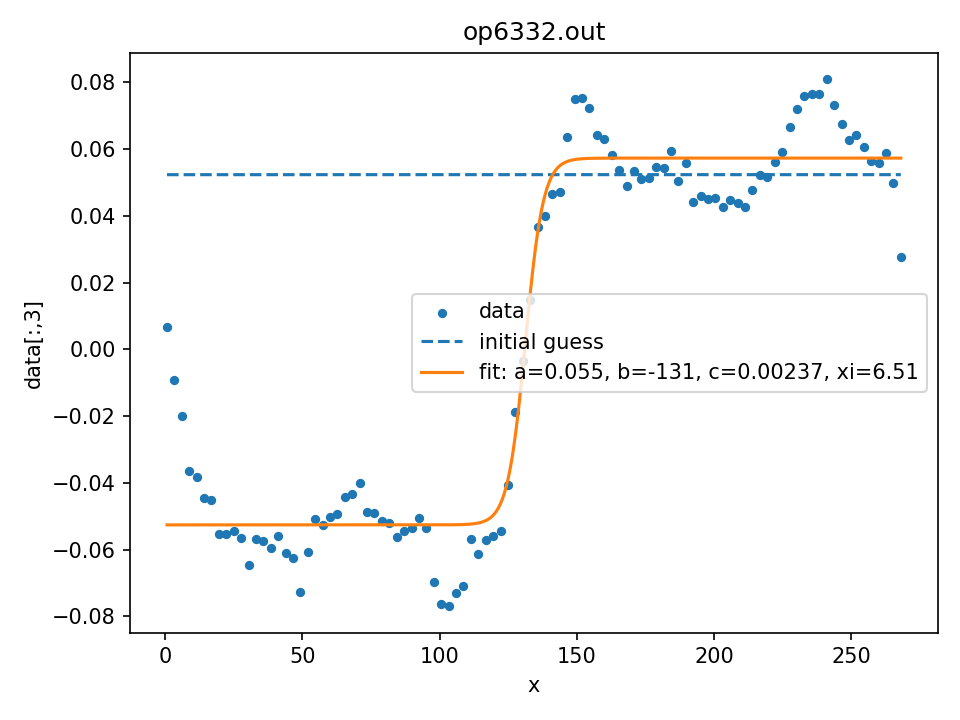 op6332.out
0.08
0.06
0.04
0.02
0.00
−0.02
−0.04
−0.06
−0.08
data[:,3]
data
initial guess
fit: a=0.055, b=-131, c=0.00237, xi=6.51
0 50 100 150 200 250
x